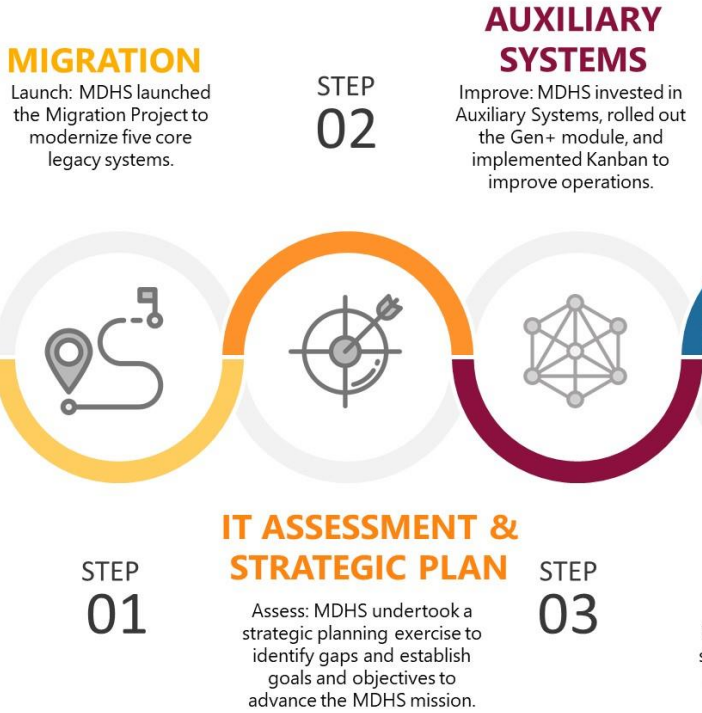 MIGRATION
Launch: MDHS launched
the Migration Project to
modernize five core
legacy systems.
STEP
01
STEP
02
IT ASSESSMENT &
STRATEGIC PLAN
Assess: MDHS undertook a
strategic planning exercise to
identify gaps and establish
goals and objectives to
advance the MDHS mission.
AUXILIARY
SYSTEMS
Improve: MDHS invested in
Auxiliary Systems, rolled out
the Gen+ module, and
implemented Kanban to
improve operations.
STEP
03